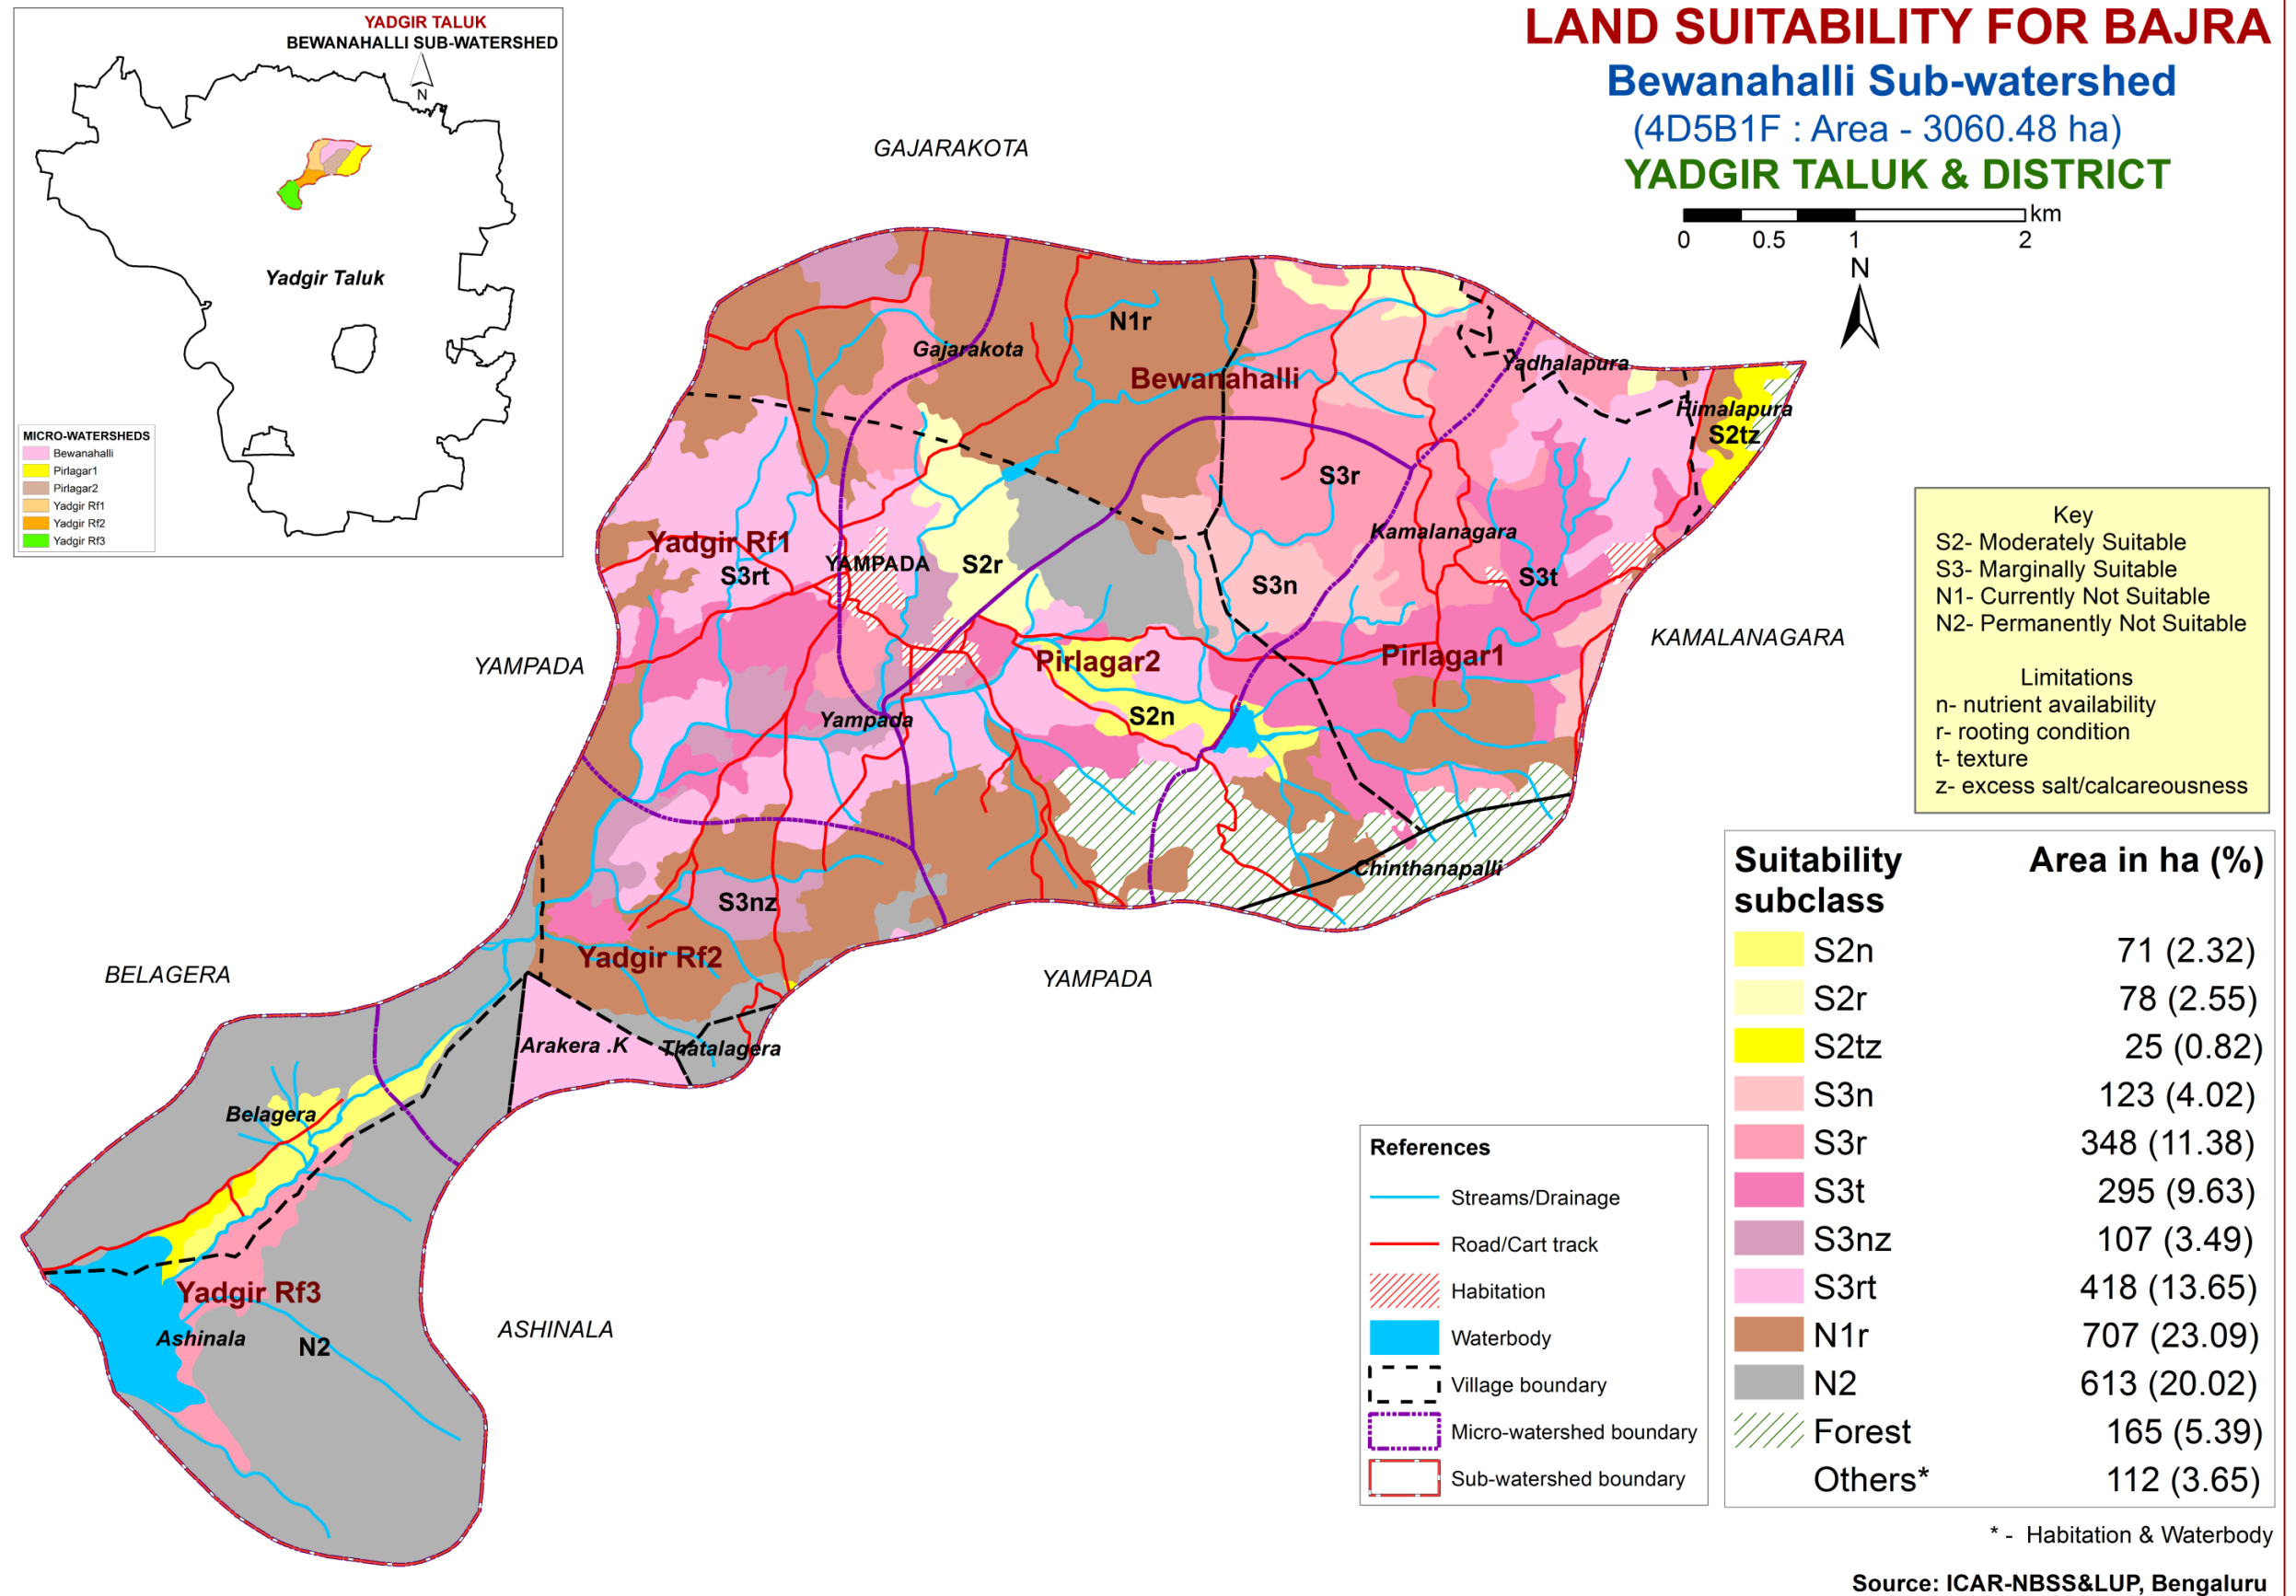 YADGIR TALUK
BEWANAHALLI SUB-WATERSHED
N
Yadgir Taluk
MICRO-WATERSHEDS
Bewanahalli
Pirlagar1
Pirlagar2
Yadgir Rf1
Yadgir Rf2
Yadgir Rf3
LAND SUITABILITY FOR BAJRA
Bewanahalli Sub-watershed
(4D5B1F : Area - 3060.48 ha)
YADGIR TALUK & DISTRICT
km
0 0.5 1 2
N
GAJARAKOTA
N1r
Gajarakota
Bewanahalli
Yadhalapura
Himalapura
S2tz
S3r
Kamalanagara
Yadgir Rf1
YAMPADA
S2r
S3rt
S3n
S3t
KAMALANAGARA
YAMPADA
Pirlagar2
Pirlagar1
S2n
Yampada
Chinthanapalli
S3nz
Yadgir Rf2
BELAGERA
YAMPADA
Arakera .K
Thatalagera
Belagera
Yadgir Rf3
Ashinala
N2
ASHINALA
Key
S2- Moderately Suitable
S3- Marginally Suitable
N1- Currently Not Suitable
N2- Permanently Not Suitable
Limitations
n- nutrient availability
r- rooting condition
t- texture
z- excess salt/calcareousness
Suitability subclass Area in ha (%)
S2n 71 (2.32)
S2r 78 (2.55)
S2tz 25 (0.82)
S3n 123 (4.02)
S3r 348 (11.38)
S3t 295 (9.63)
S3nz 107 (3.49)
S3rt 418 (13.65)
N1r 707 (23.09)
N2 613 (20.02)
Forest 165 (5.39)
Others* 112 (3.65)
References
Streams/Drainage
Road/Cart track
Habitation
Waterbody
Village boundary
Micro-watershed boundary
Sub-watershed boundary
* - Habitation & Waterbody
Source: ICAR-NBSS&LUP, Bengaluru